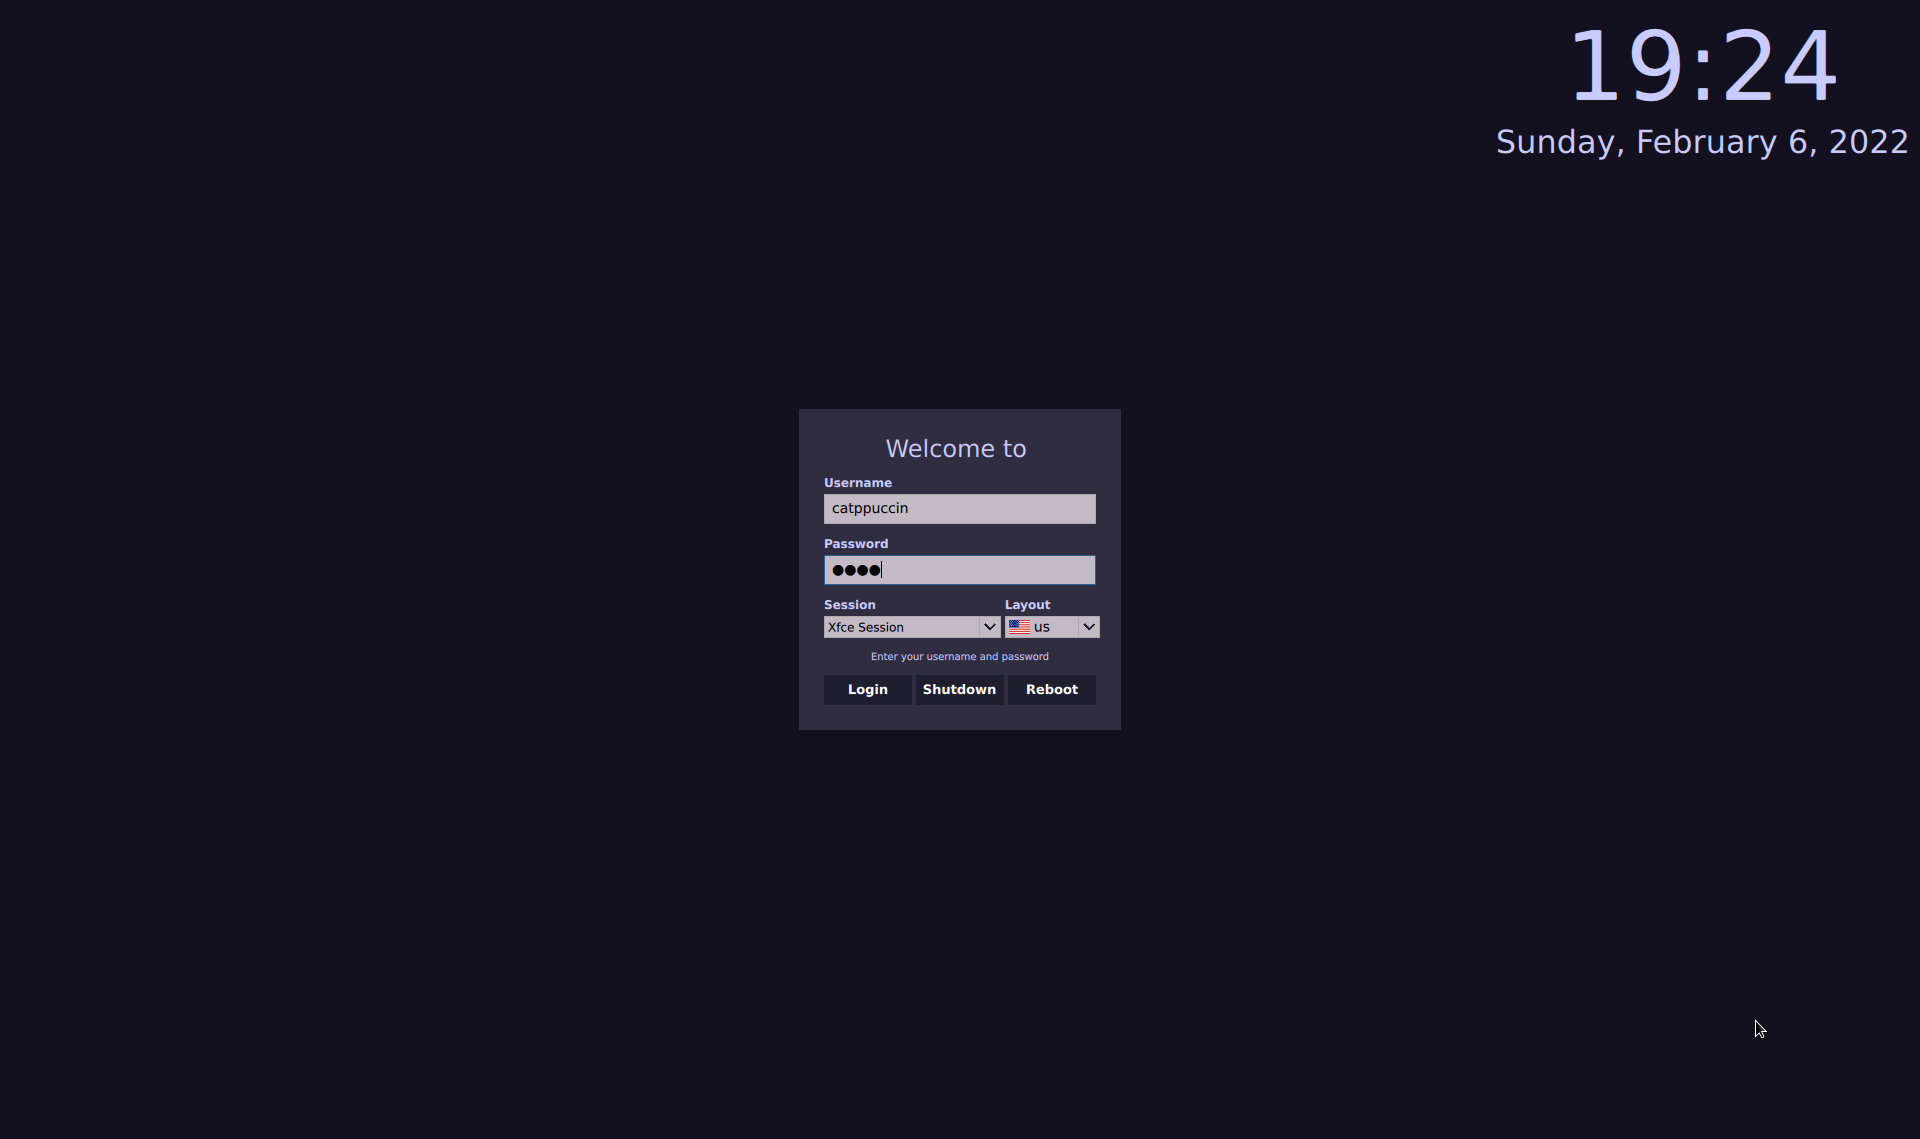 19:24
Sunday, February 6, 2022
Welcome to
Username
catppuccin
Password
●●●●
Session Layout
Xfce Session us
Enter your username and password
Login Shutdown Reboot